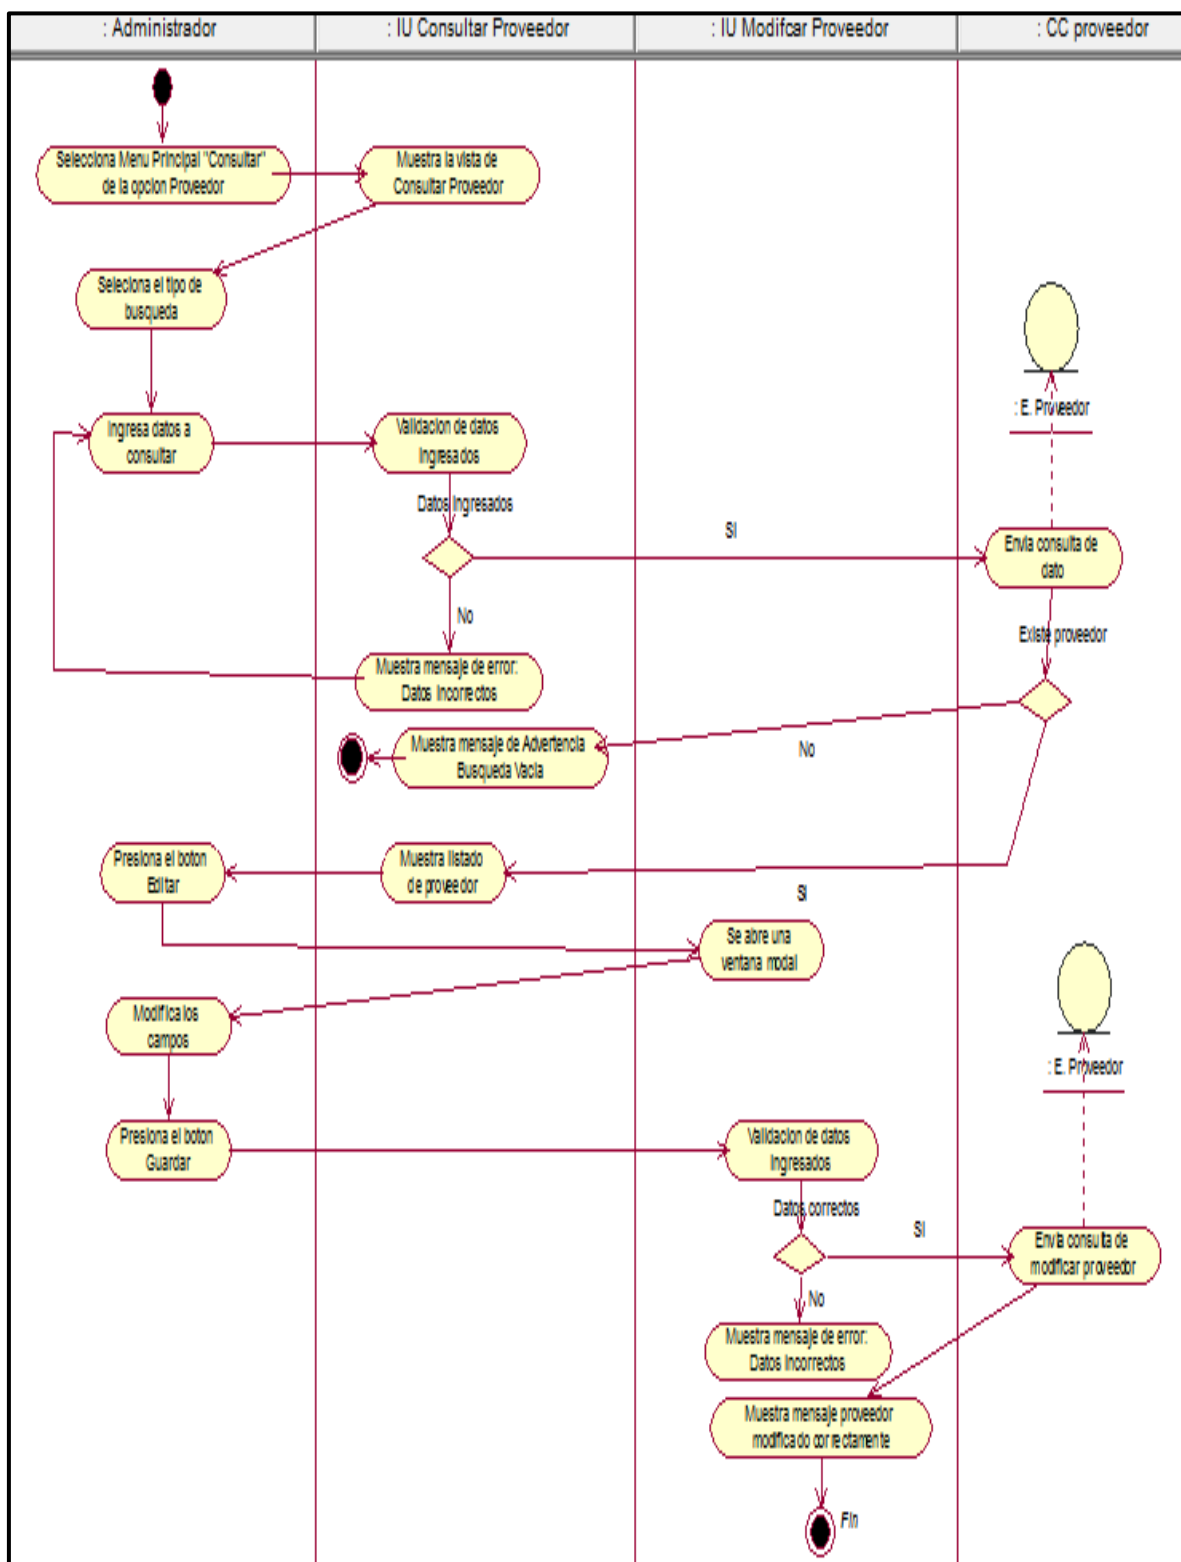 : Administrador
: IU Consultar Proveedor
: IU Modifcar Proveedor
: CC proveedor
Selecciona Menu Principal "Consultar"
de la opcion Proveedor
Muestra la vista de
Consultar Proveedor
Seleciona el tipo de
busqueda
: E. Proveedor
Ingresa datos a
consultar
Validacion de datos
Ingresados
Datos Ingresados
SI
Envia consulta de
dato
No
Existe proveedor
Muestra mensaje de error:
Datos Incorrectos
Muestra mensaje de Advertencia
Busqueda Vacia
No
Presiona el boton
Editar
Muestra listado
de proveedor
SI
Se abre una
ventana modal
Modifica los
campos
: E. Proveedor
Presiona el boton
Guardar
Validacion de datos
Ingresados
Datos correctos
SI
Envia consulta de
modificar proveedor
No
Muestra mensaje de error:
Datos Incorrectos
Muestra mensaje proveedor
modificado correctamente
Fin